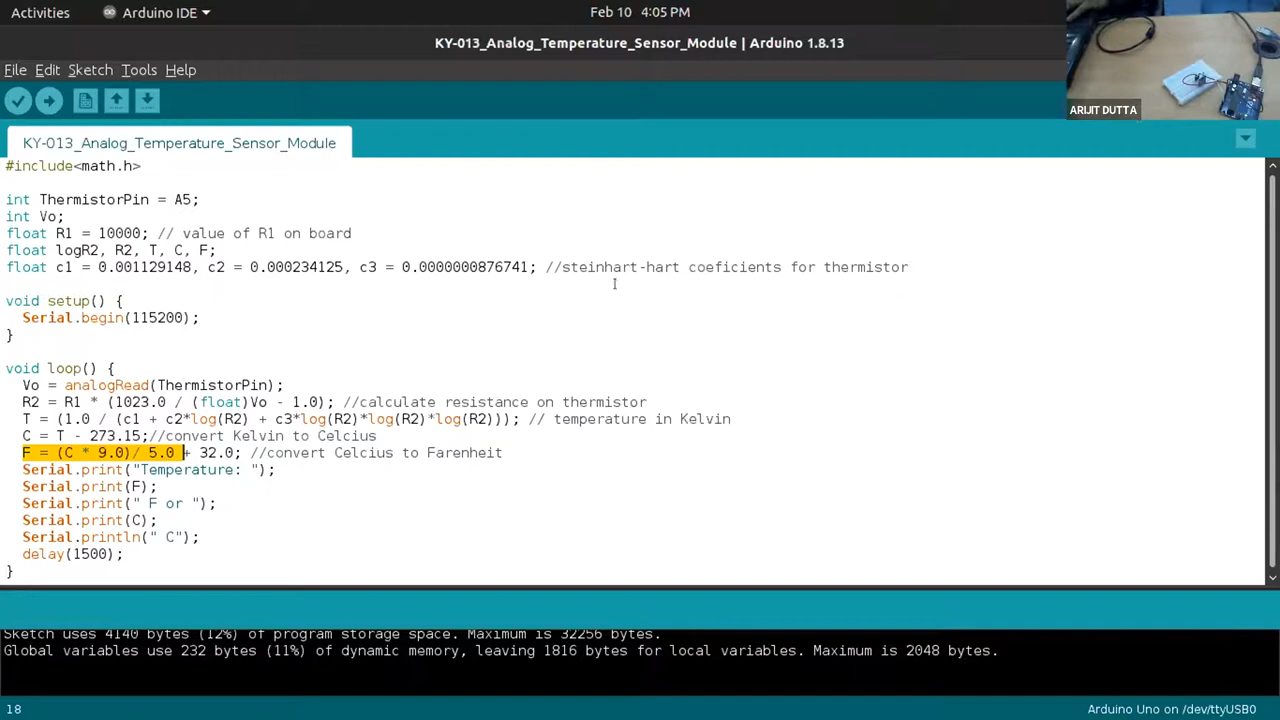 Activities
Arduino IDE
Feb 10 4:05 PM
KY-013_Analog_Temperature_Sensor_Module | Arduino 1.8.13
File Edit Sketch Tools Help
ARIJIT DUTTA
KY-013_Analog_Temperature_Sensor_Module
#include<math.h>
int ThermistorPin = A5;
int Vo;
float R1 = 10000; // value of R1 on board
float logR2, R2, T, C, F;
float c1 = 0.001129148, c2 = 0.000234125, c3 = 0.0000000876741; //steinhart-hart coeficients for thermistor
void setup() {
Serial.begin(115200);
}
void loop() {
Vo = analogRead(ThermistorPin);
R2 = R1 * (1023.0 / (float)Vo - 1.0); //calculate resistance on thermistor
T = (1.0 / (c1 + c2*log(R2) + c3*log(R2)*log(R2)*log(R2))); // temperature in Kelvin
C = T - 273.15;//convert Kelvin to Celcius
F = (C * 9.0)/ 5.0 + 32.0; //convert Celcius to Farenheit
Serial.print("Temperature: ");
Serial.print(F);
Serial.print(" F or ");
Serial.print(C);
Serial.println(" C");
delay(1500);
}
Sketch uses 4140 bytes (12%) of program storage space. Maximum is 32256 bytes.
Global variables use 232 bytes (11%) of dynamic memory, leaving 1816 bytes for local variables. Maximum is 2048 bytes.
18
Arduino Uno on /dev/ttyUSB0